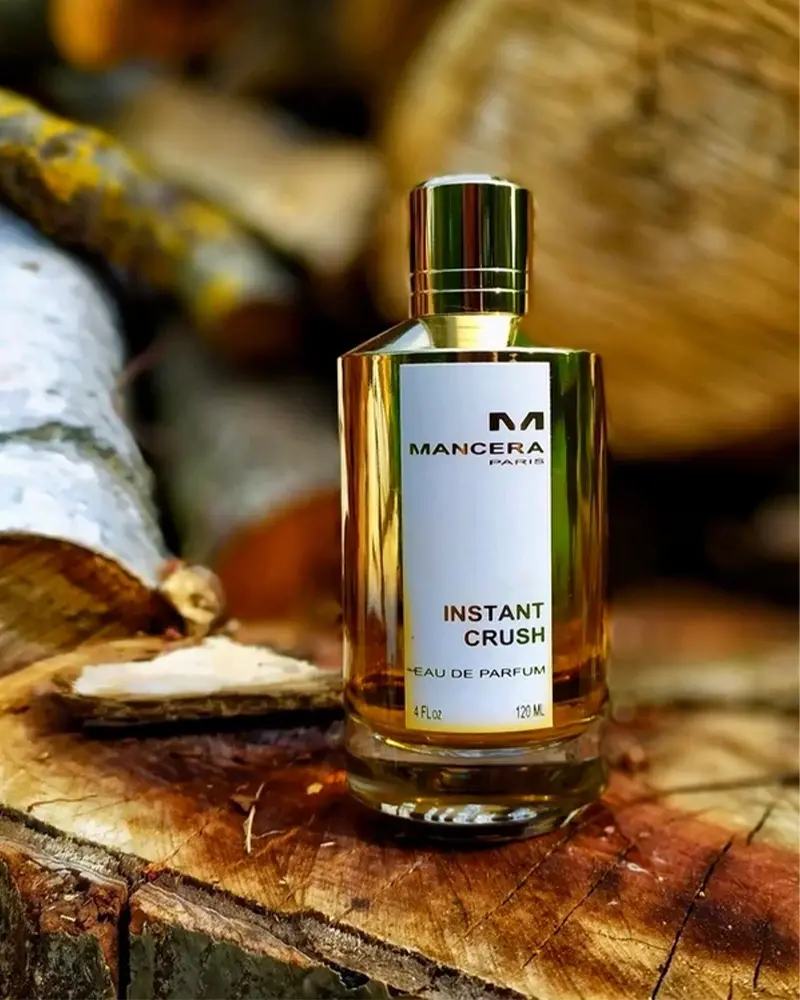 M
MANCERA
PARIS
INSTANT
CRUSH
EAU DE PARFUM
4 FL oz 120 ML